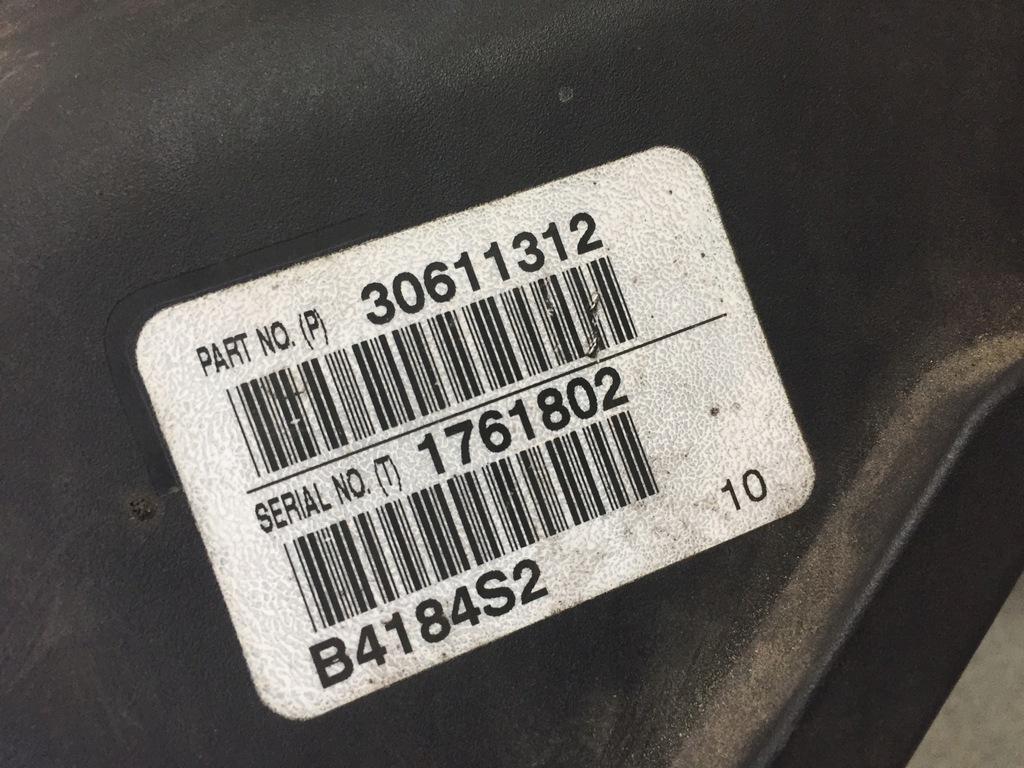 PART NO. (P) 30611312
SERIAL NO. (T) 1761802
B4184S2
10